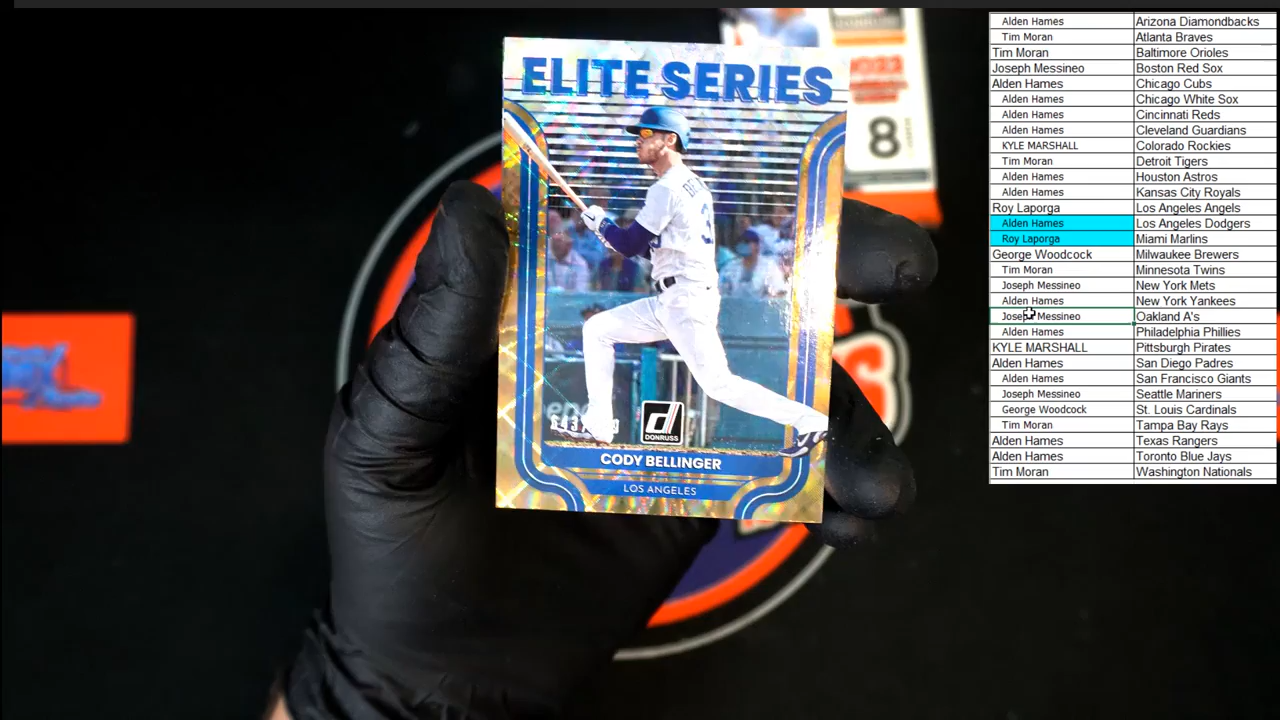 ELITE SERIES
8
DONRUSS
CODY BELLINGER
LOS ANGELES
Alden Hames Arizona Diamondbacks
Tim Moran Atlanta Braves
Tim Moran Baltimore Orioles
Joseph Messineo Boston Red Sox
Alden Hames Chicago Cubs
Alden Hames Chicago White Sox
Alden Hames Cincinnati Reds
Alden Hames Cleveland Guardians
KYLE MARSHALL Colorado Rockies
Tim Moran Detroit Tigers
Alden Hames Houston Astros
Alden Hames Kansas City Royals
Roy Laporga Los Angeles Angels
Alden Hames Los Angeles Dodgers
Roy Laporga Miami Marlins
George Woodcock Milwaukee Brewers
Tim Moran Minnesota Twins
Joseph Messineo New York Mets
Alden Hames New York Yankees
Joseph Messineo Oakland A's
Alden Hames Philadelphia Phillies
KYLE MARSHALL Pittsburgh Pirates
Alden Hames San Diego Padres
Alden Hames San Francisco Giants
Joseph Messineo Seattle Mariners
George Woodcock St. Louis Cardinals
Tim Moran Tampa Bay Rays
Alden Hames Texas Rangers
Alden Hames Toronto Blue Jays
Tim Moran Washington Nationals